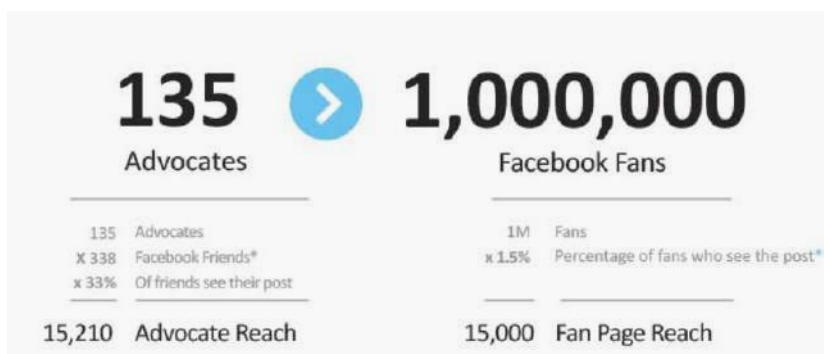 135 > 1,000,000
Advocates
Facebook Fans
135 Advocates
X 338 Facebook Friends*
x 33% Of friends see their post
15,210 Advocate Reach
1M Fans
x 1.5% Percentage of fans who see the post*
15,000 Fan Page Reach